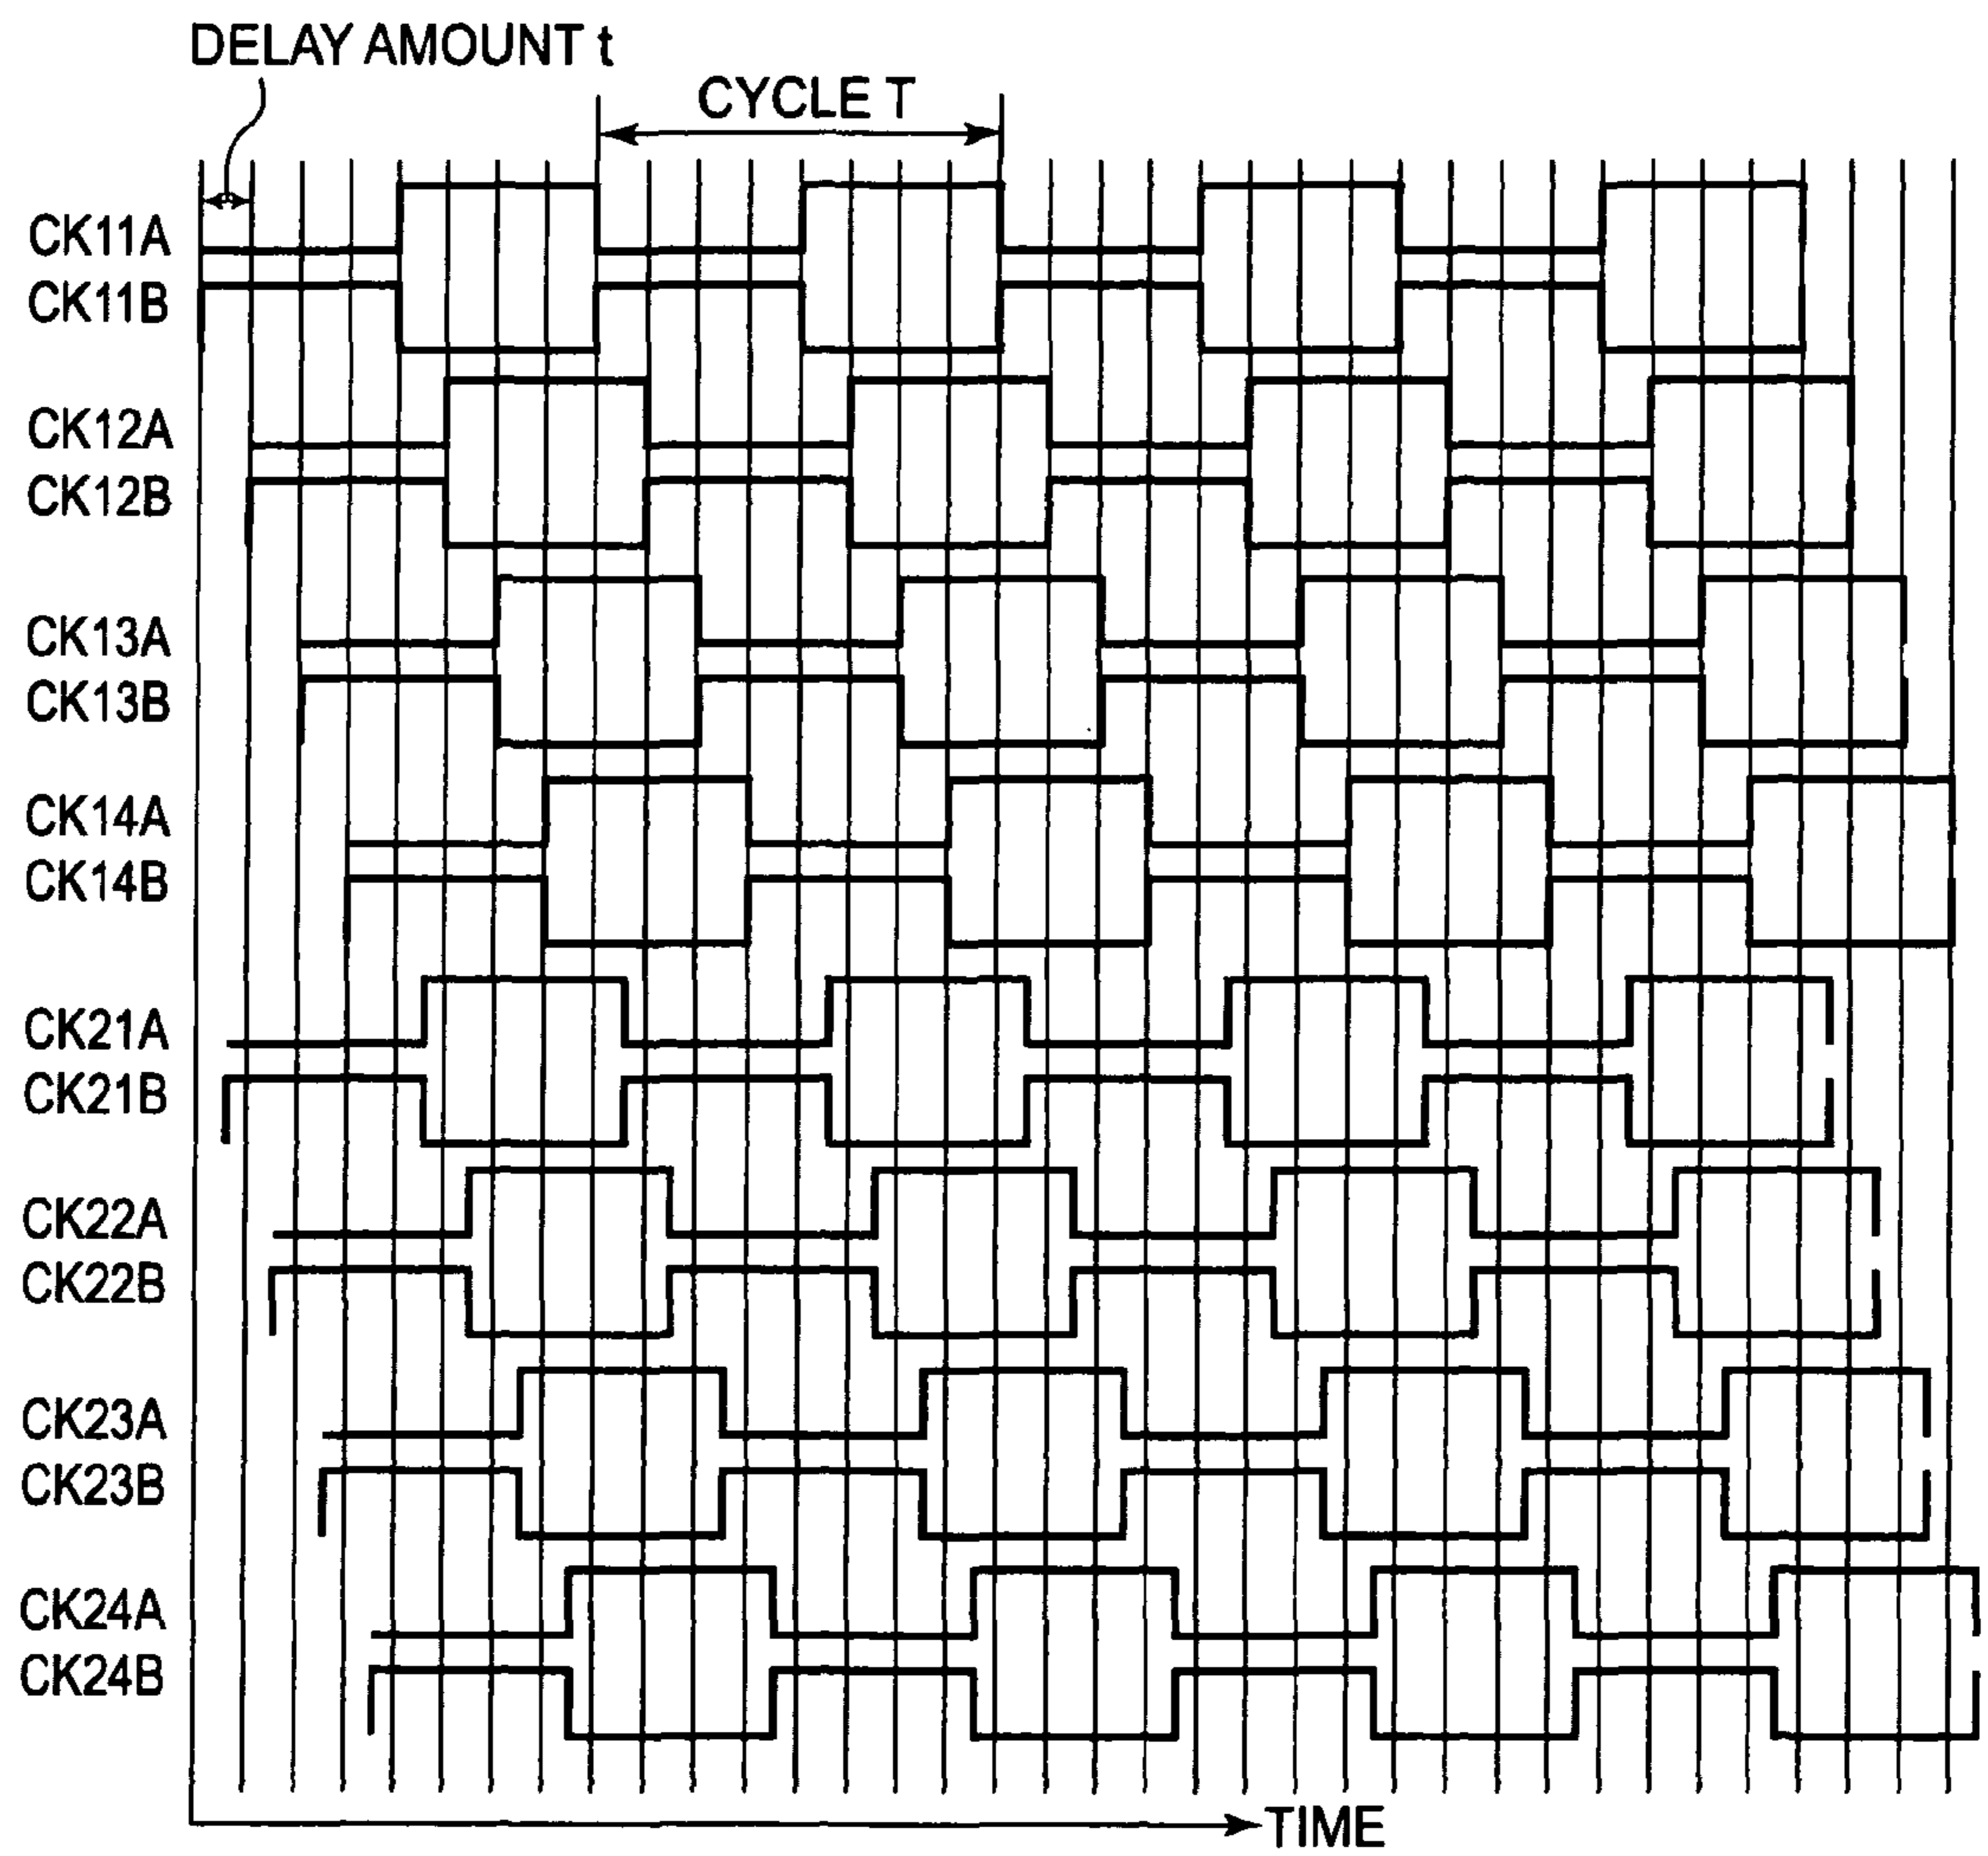 DELAY AMOUNT t
CYCLE T
CK11A
CK11B
CK12A
CK12B
CK13A
CK13B
CK14A
CK14B
CK21A
CK21B
CK22A
CK22B
CK23A
CK23B
CK24A
CK24B
TIME